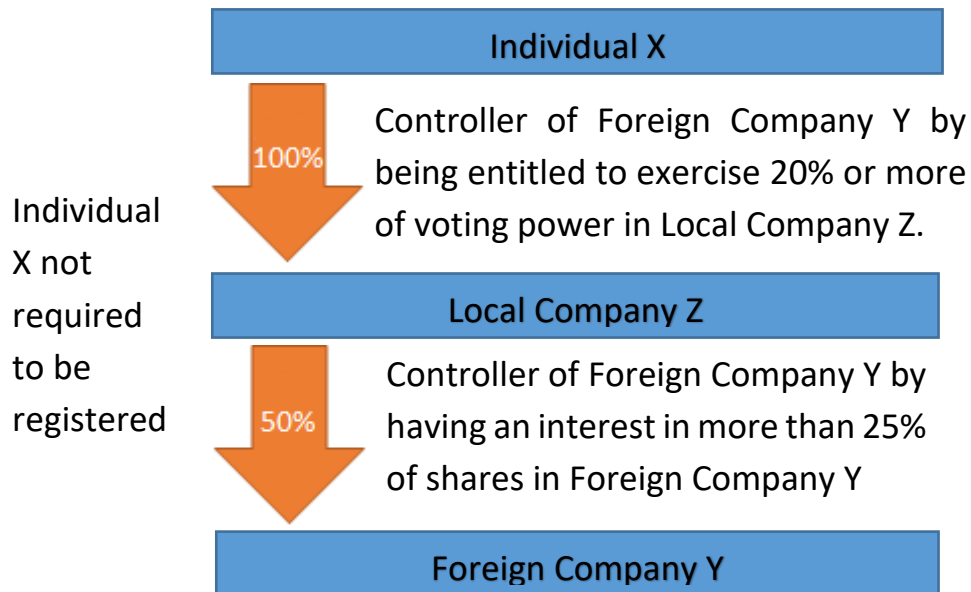 Individual X
100%
Controller of Foreign Company Y by
being entitled to exercise 20% or more
of voting power in Local Company Z.
Individual
X not
required
to be
registered
Local Company Z
50%
Controller of Foreign Company Y by
having an interest in more than 25%
of shares in Foreign Company Y
Foreign Company Y